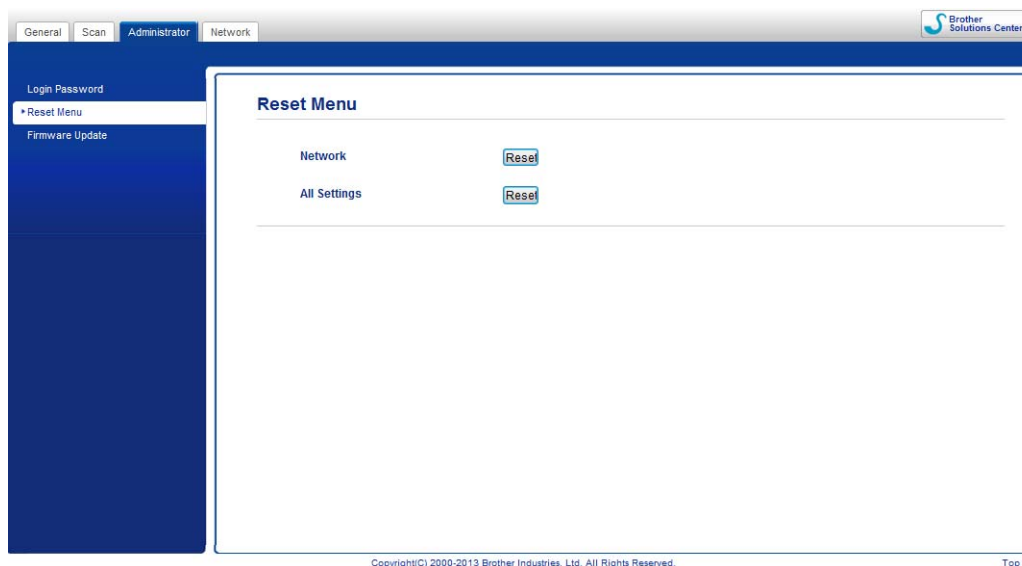 General Scan Administrator Network
Brother
Solutions Center
Login Password
Reset Menu
Firmware Update
Reset Menu
Network Reset
All Settings Reset
Copyright(C) 2000-2013 Brother Industries, Ltd. All Rights Reserved. Top